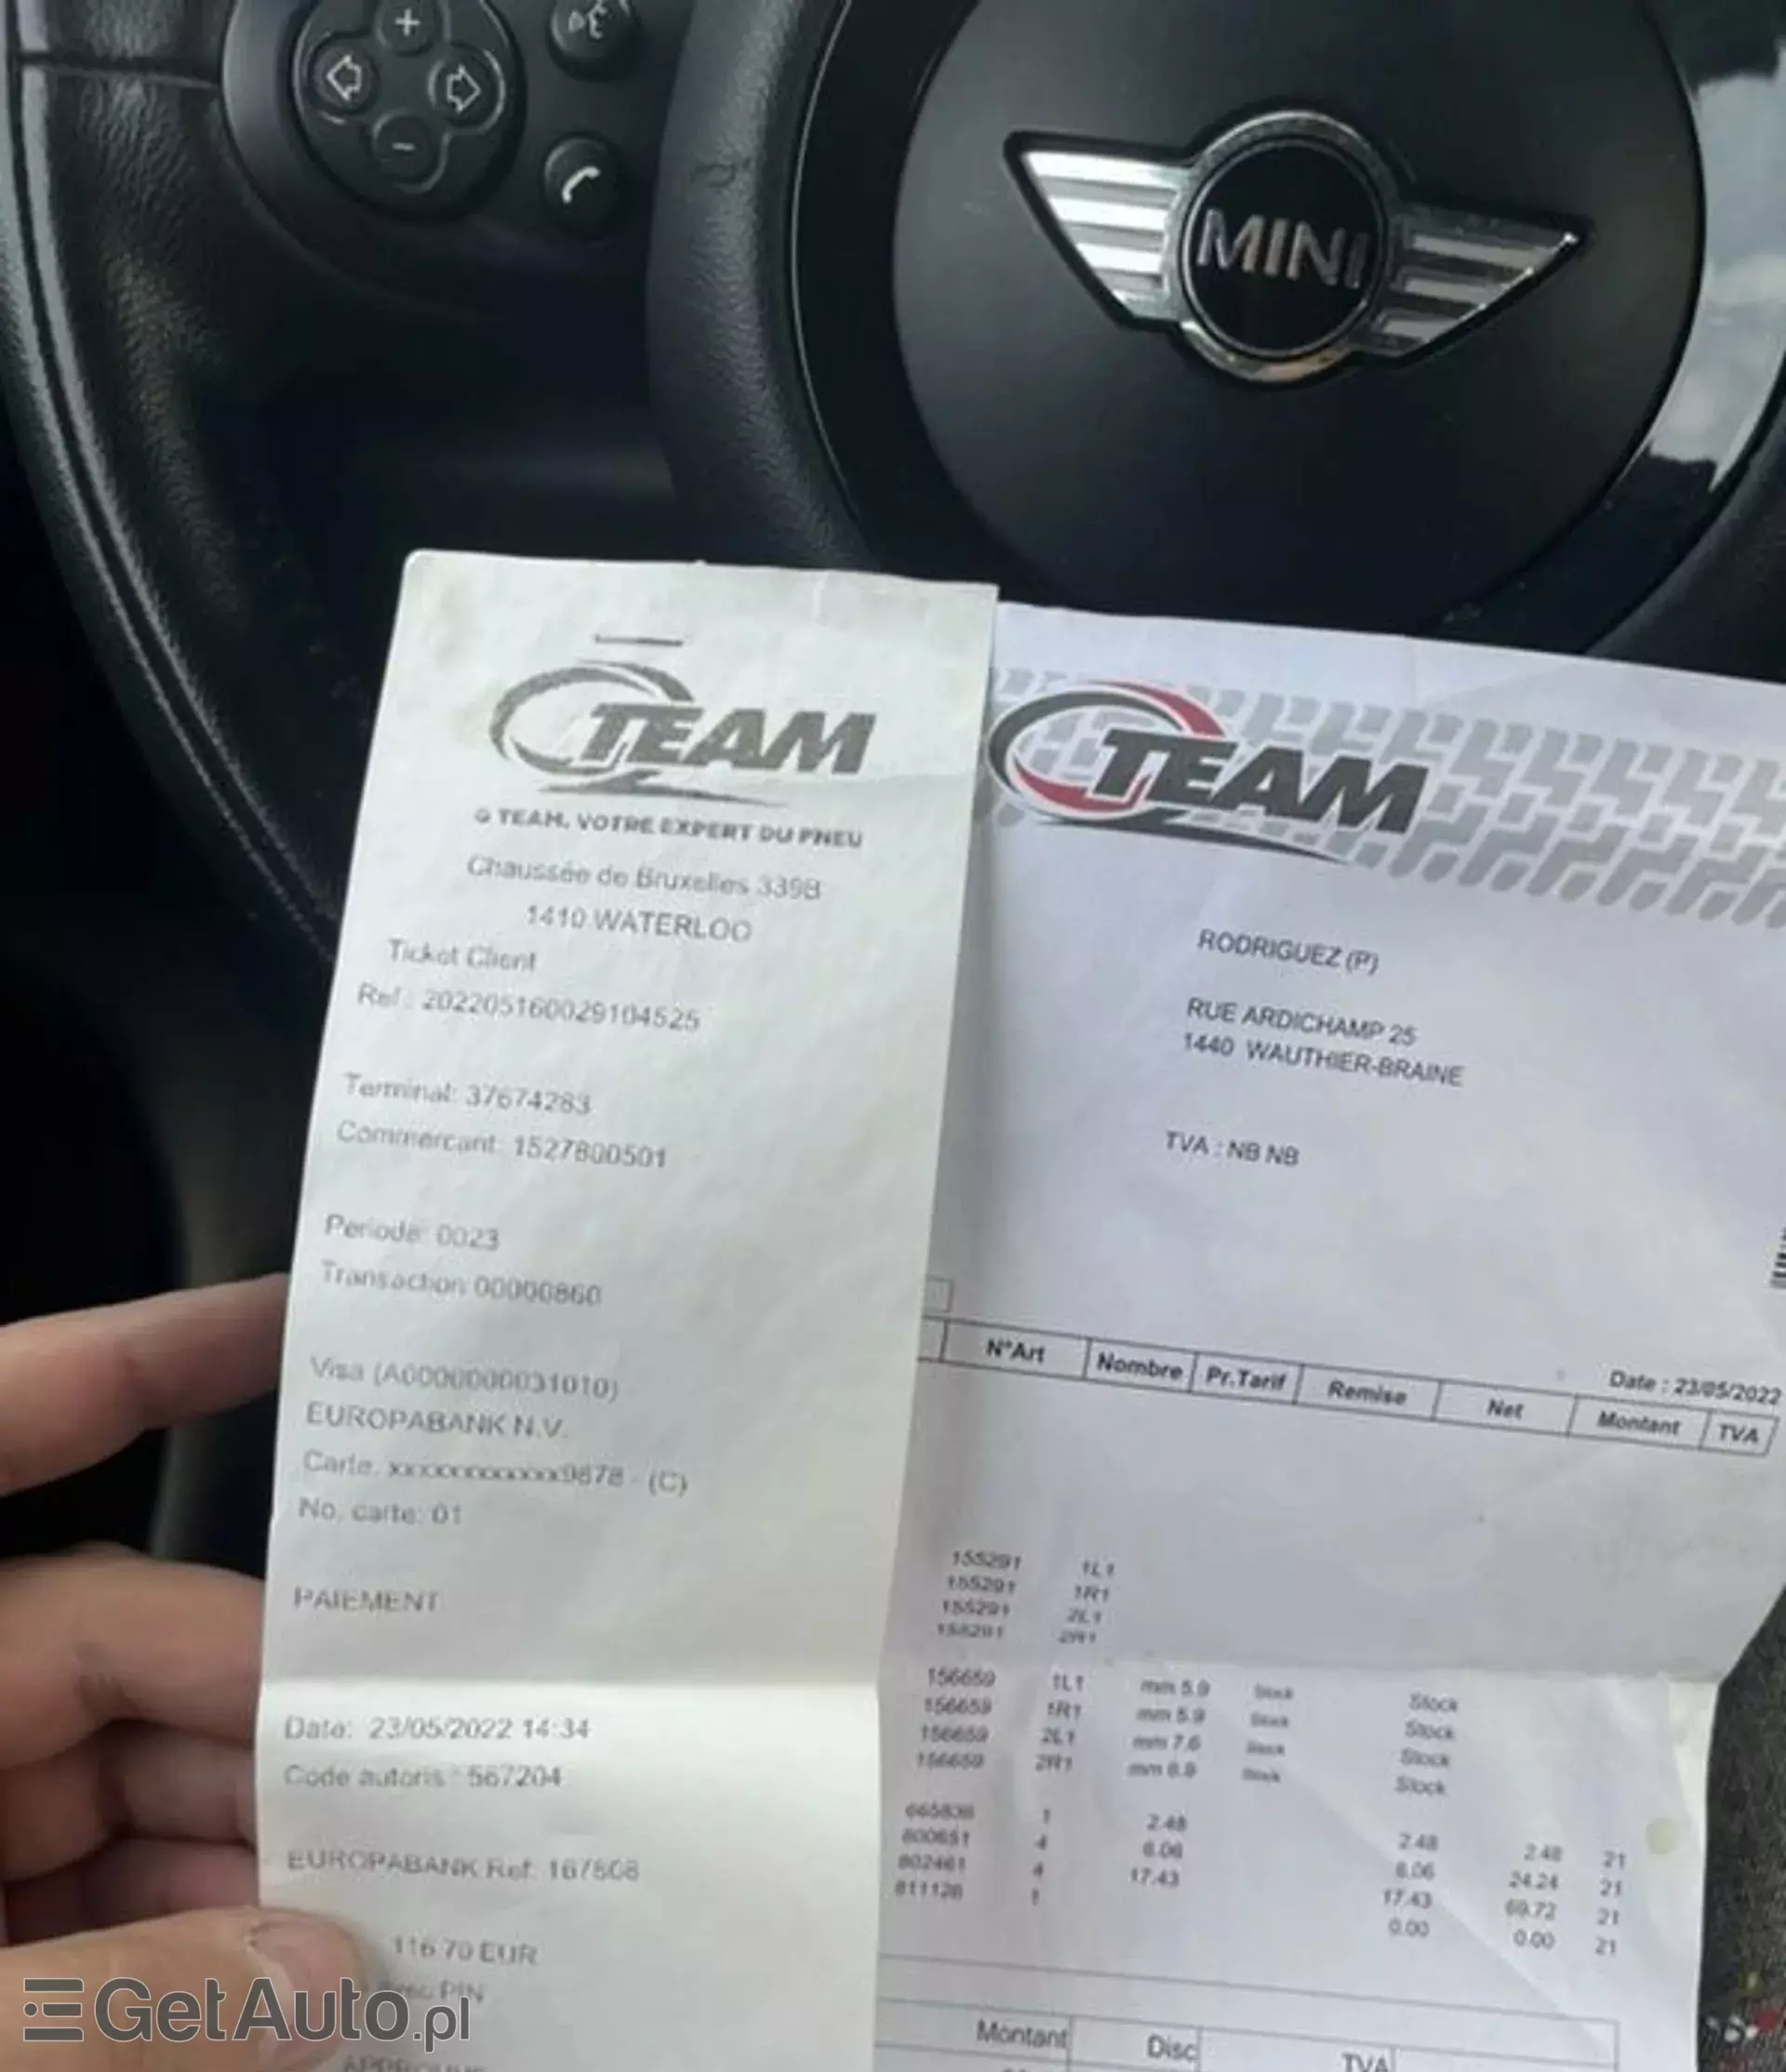 +
-
MINI
TEAM
Q TEAM, VOTRE EXPERT DU PNEU
Chaussée de Bruxelles 339B
1410 WATERLOO
Ticket Client
Ref : 202205160029104525
Terminal: 37674283
Commercant: 1527800501
Periode: 0023
Transaction 00000860
Visa (A0000000031010)
EUROPABANK N.V.
Carte. xxxxxxxxxxxx9878 - (C)
No. carte: 01
PAIEMENT
Date: 23/05/2022 14:34
Code autoris : 567204
EUROPABANK Ref: 167808
116 70 EUR
PIN
TEAM
RODRIGUEZ (P)
RUE ARDICHAMP 25
1440 WAUTHIER-BRAINE
TVA : NB NB
Date : 23/05/2022
N°Art Nombre Pr.Tarif Remise Net Montant TVA
155291 1L1
155291 1R1
155291 2L1
155291 2R1
156659 1L1 mm 5.9 Stock Stock
156659 1R1 mm 5.9 Stock Stock
156659 2L1 mm 7.6 Stock Stock
156659 2R1 mm Stock Stock
665836 1 2.48 2.48 2.48 21
800651 4 6.06 6.06 24.24 21
802461 4 17.43 17.43 69.72 21
811128 1 0.00 0.00 21
Montant Disc TVA
GetAuto.pl